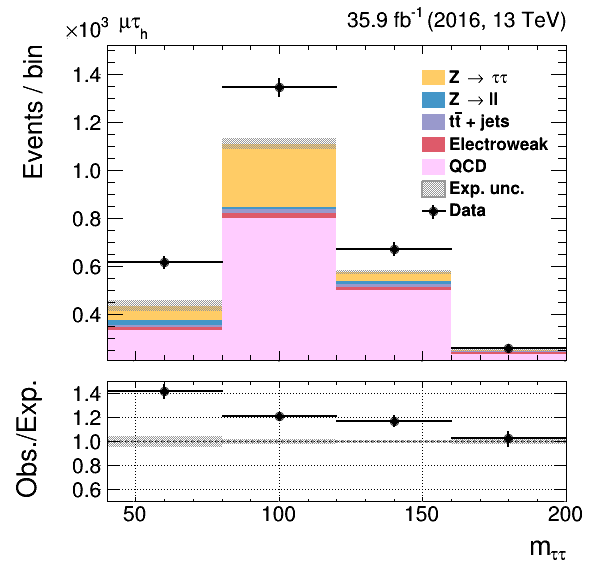 ×10³ μτₕ 35.9 fb⁻¹ (2016, 13 TeV)
Events / bin
1.4
1.2
1.0
0.8
0.6
0.4
Z → ττ
Z → ll
tt̄ + jets
Electroweak
QCD
Exp. unc.
Data
Obs./Exp.
1.4
1.2
1.0
0.8
0.6
50 100 150 200
m_ττ